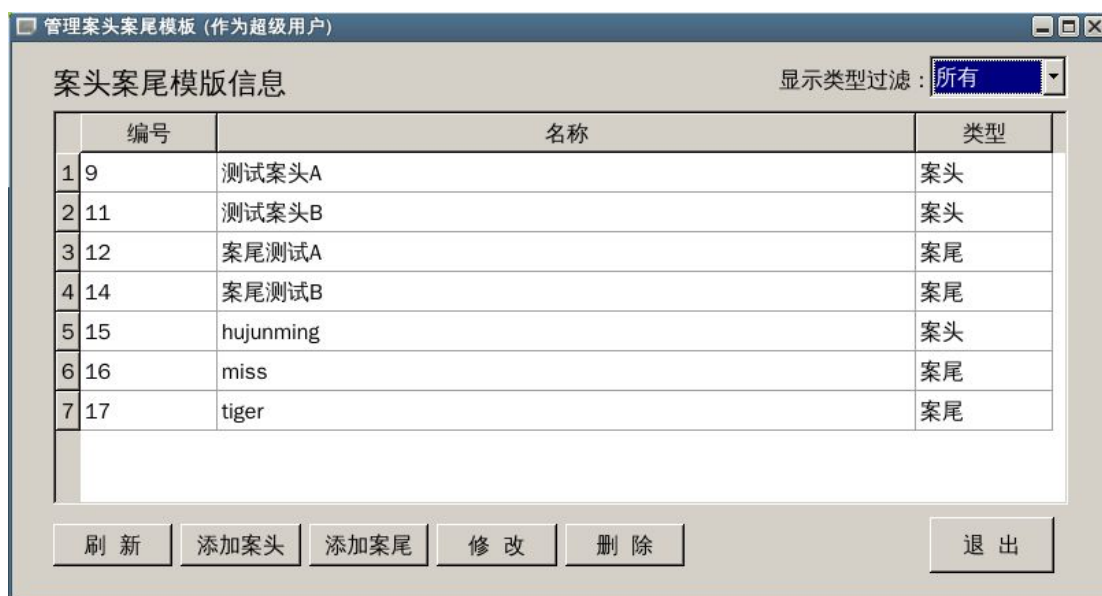 管理案头案尾模板 (作为超级用户)
案头案尾模版信息 显示类型过滤：所有
编号 名称 类型
1 9 测试案头A 案头
2 11 测试案头B 案头
3 12 案尾测试A 案尾
4 14 案尾测试B 案尾
5 15 hujunming 案头
6 16 miss 案尾
7 17 tiger 案尾
刷 新 添加案头 添加案尾 修 改 删 除 退 出